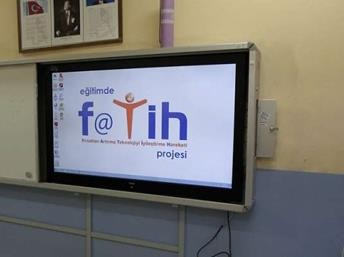 eğitimde
f@Tih
Fırsatları Artırma Teknolojiyi İyileştirme Hareketi
projesi